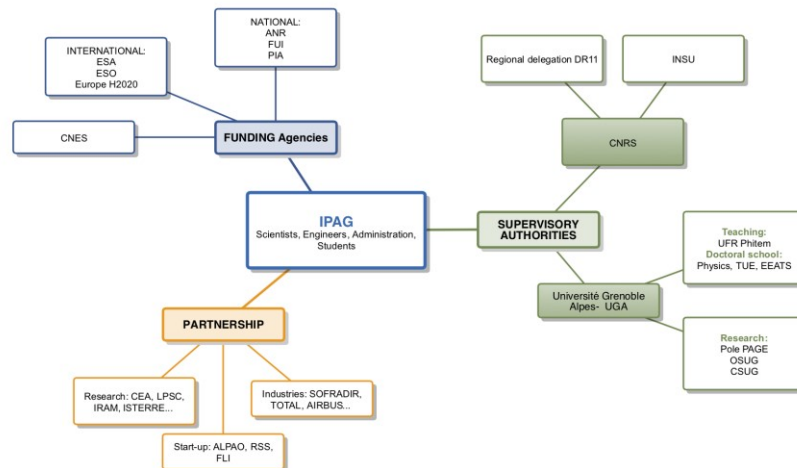 NATIONAL:
ANR
FUI
PIA
INTERNATIONAL:
ESA
ESO
Europe H2020
CNES
FUNDING Agencies
Regional delegation DR11
INSU
CNRS
IPAG
Scientists, Engineers, Administration,
Students
SUPERVISORY
AUTHORITIES
Teaching:
UFR Phitem
Doctoral school:
Physics, TUE, EEATS
Université Grenoble
Alpes- UGA
Research:
Pole PAGE
OSUG
CSUG
PARTNERSHIP
Research: CEA, LPSC,
IRAM, ISTERRE...
Industries: SOFRADIR,
TOTAL, AIRBUS...
Start-up: ALPAO, RSS,
FLI